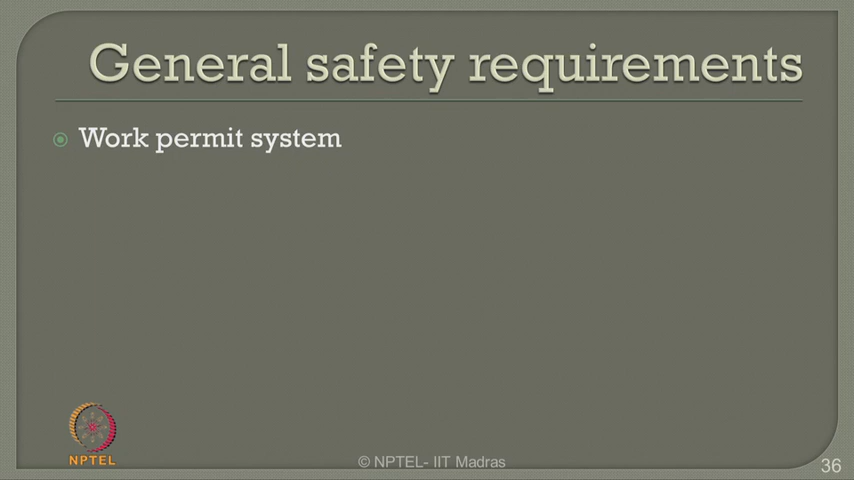 General safety requirements
Work permit system
NPTEL
© NPTEL- IIT Madras
36